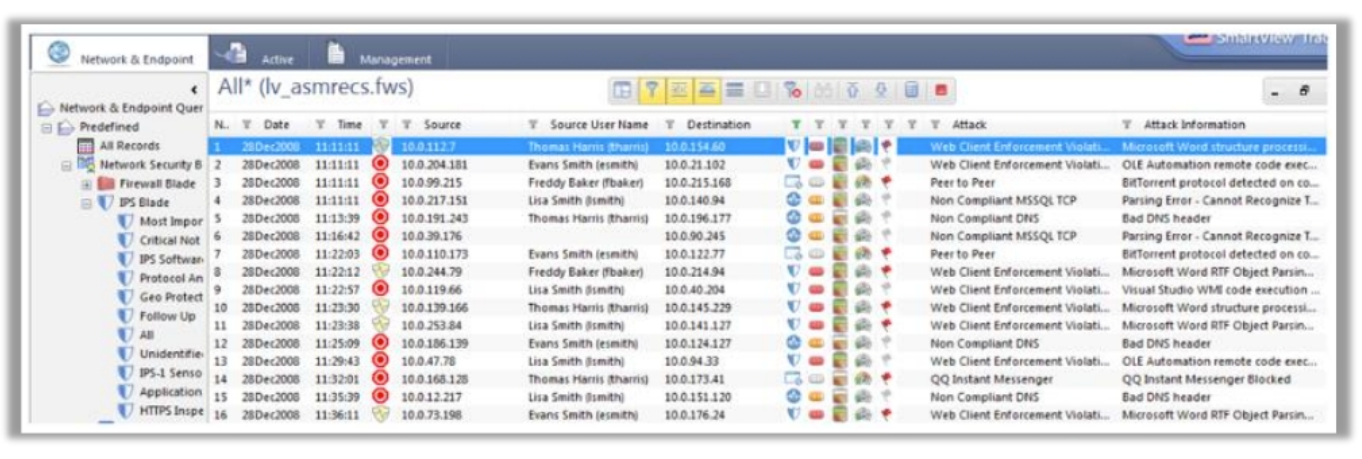 SmartView Tra
Network & Endpoint Active Management
All* (lv_asmrecs.fws)
Network & Endpoint Quer
Predefined
All Records
Network Security B
Firewall Blade
IPS Blade
Most Impor
Critical Not
IPS Softwar
Protocol An
Geo Protect
Follow Up
All
Unidentifie
IPS-1 Senso
Application
HTTPS Inspe
N.. Date Time Source Source User Name Destination Attack Attack Information
1 28Dec2008 11:11:11 10.0.112.7 Thomas Harris (tharris) 10.0.154.60 Web Client Enforcement Violati... Microsoft Word structure processi...
2 28Dec2008 11:11:11 10.0.204.181 Evans Smith (esmith) 10.0.21.102 Web Client Enforcement Violati... OLE Automation remote code exec...
3 28Dec2008 11:11:11 10.0.99.215 Freddy Baker (fbaker) 10.0.215.168 Peer to Peer BitTorrent protocol detected on co...
4 28Dec2008 11:11:11 10.0.217.151 Lisa Smith (lsmith) 10.0.140.94 Non Compliant MSSQL TCP Parsing Error - Cannot Recognize T...
5 28Dec2008 11:13:39 10.0.191.243 Thomas Harris (tharris) 10.0.196.177 Non Compliant DNS Bad DNS header
6 28Dec2008 11:16:42 10.0.39.176 10.0.90.245 Non Compliant MSSQL TCP Parsing Error - Cannot Recognize T...
7 28Dec2008 11:22:03 10.0.110.173 Evans Smith (esmith) 10.0.122.77 Peer to Peer BitTorrent protocol detected on co...
8 28Dec2008 11:22:12 10.0.244.79 Freddy Baker (fbaker) 10.0.214.94 Web Client Enforcement Violati... Microsoft Word RTF Object Parsin...
9 28Dec2008 11:22:57 10.0.119.66 Lisa Smith (lsmith) 10.0.40.204 Web Client Enforcement Violati... Visual Studio WMI code execution ...
10 28Dec2008 11:23:30 10.0.139.166 Thomas Harris (tharris) 10.0.145.229 Web Client Enforcement Violati... Microsoft Word structure processi...
11 28Dec2008 11:23:38 10.0.253.84 Lisa Smith (lsmith) 10.0.141.127 Web Client Enforcement Violati... Microsoft Word RTF Object Parsin...
12 28Dec2008 11:25:09 10.0.186.139 Evans Smith (esmith) 10.0.124.127 Non Compliant DNS Bad DNS header
13 28Dec2008 11:29:43 10.0.47.78 Lisa Smith (lsmith) 10.0.94.33 Web Client Enforcement Violati... OLE Automation remote code exec...
14 28Dec2008 11:32:01 10.0.168.128 Thomas Harris (tharris) 10.0.173.41 QQ Instant Messenger QQ Instant Messenger Blocked
15 28Dec2008 11:35:39 10.0.12.217 Lisa Smith (lsmith) 10.0.151.120 Non Compliant DNS Bad DNS header
16 28Dec2008 11:36:11 10.0.73.198 Evans Smith (esmith) 10.0.176.24 Web Client Enforcement Violati... Microsoft Word RTF Object Parsin...